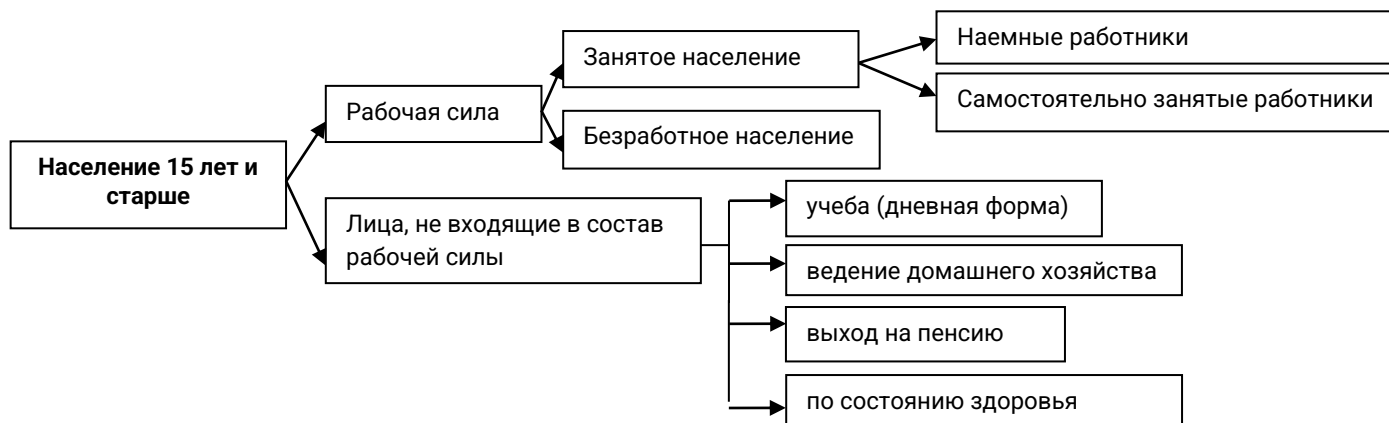 Население 15 лет и
старше
Рабочая сила
Занятое население
Наемные работники
Самостоятельно занятые работники
Безработное население
Лица, не входящие в состав
рабочей силы
учеба (дневная форма)
ведение домашнего хозяйства
выход на пенсию
по состоянию здоровья